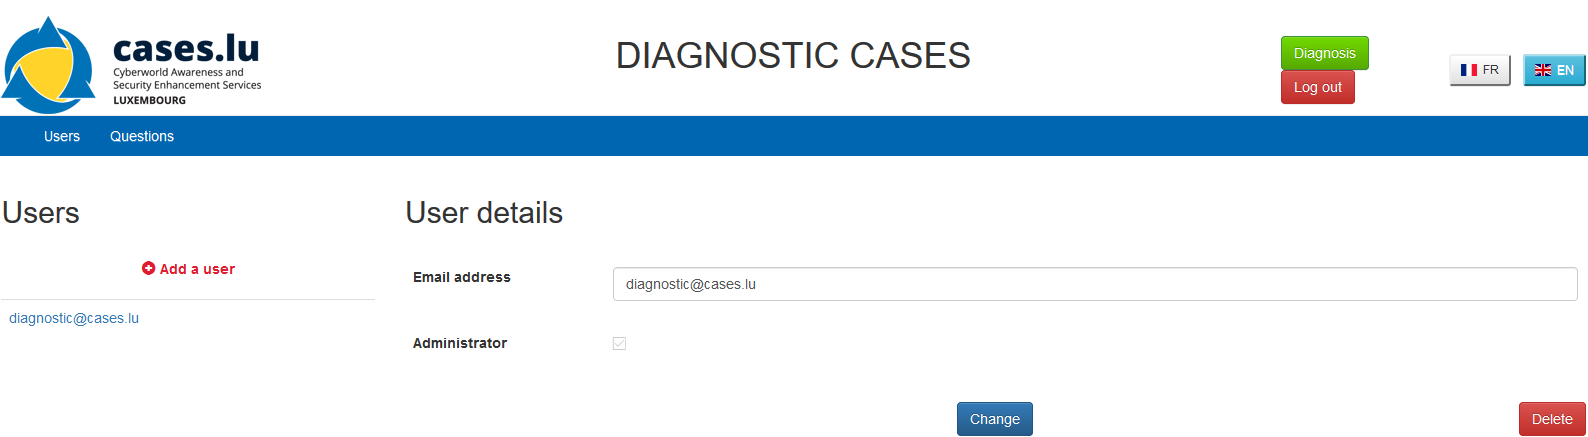 cases.lu
Cyberworld Awareness and
Security Enhancement Services
LUXEMBOURG
DIAGNOSTIC CASES
Diagnosis
Log out
FR
EN
Users
Questions
Users
Add a user
diagnostic@cases.lu
User details
Email address
diagnostic@cases.lu
Administrator
Change
Delete